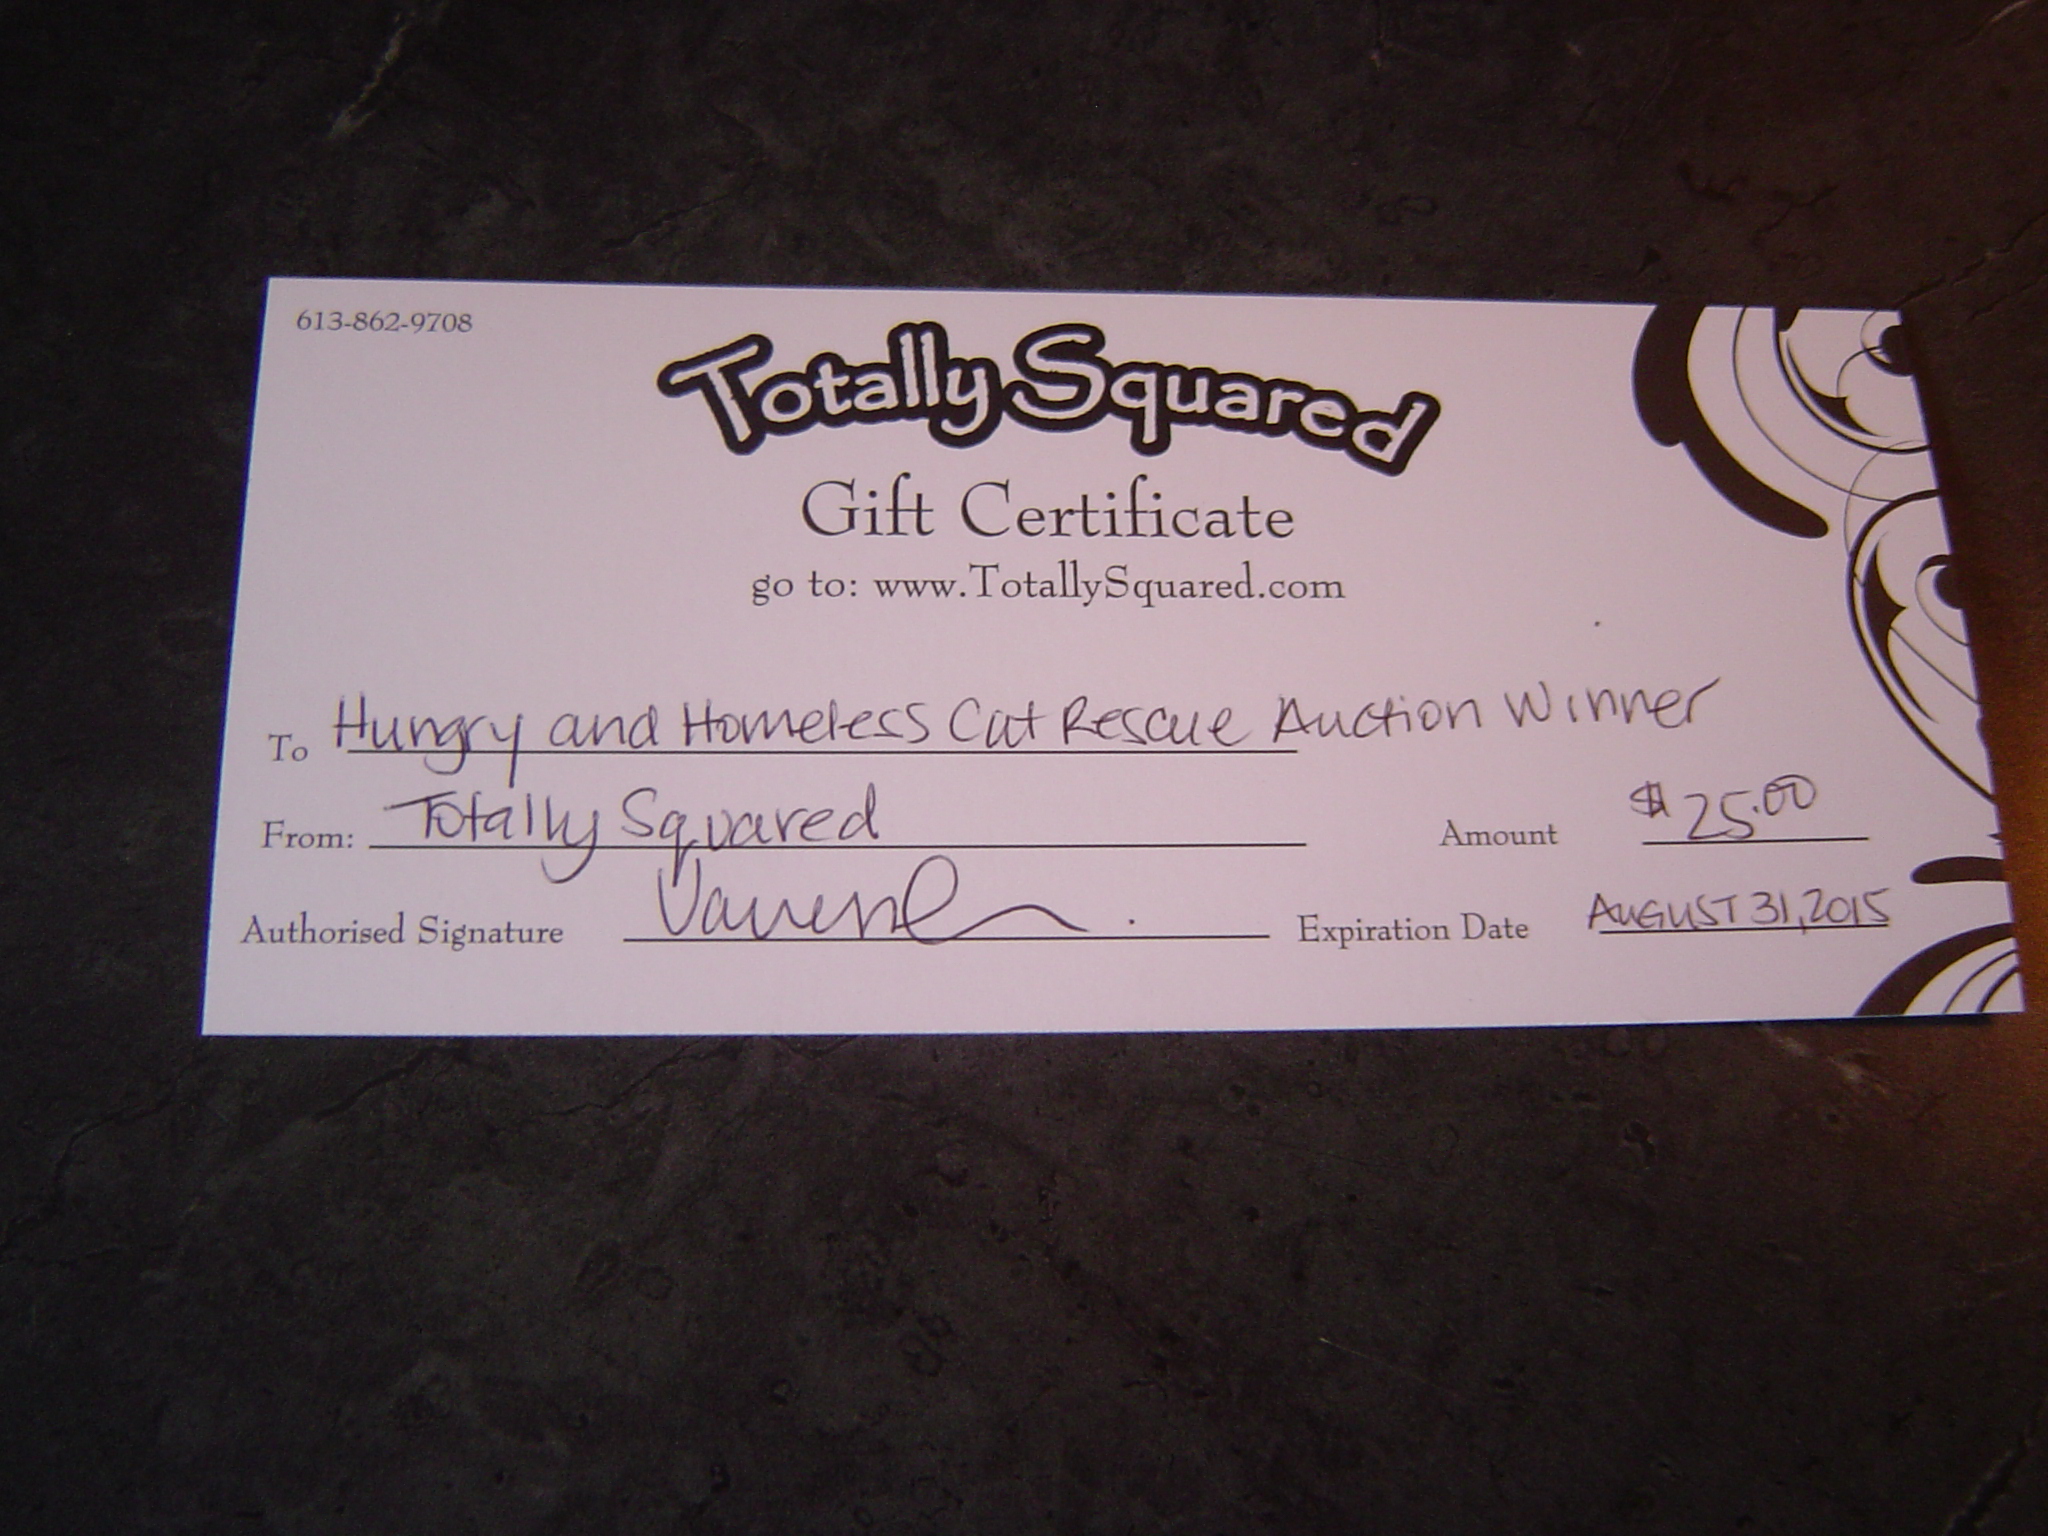 613-862-9708
Totally Squared
Gift Certificate
go to: www.TotallySquared.com
To Hungry and Homeless Cat Rescue Auction Winner
From: Totally Squared Amount $25.00
Authorised Signature Expiration Date AUGUST 31, 2015